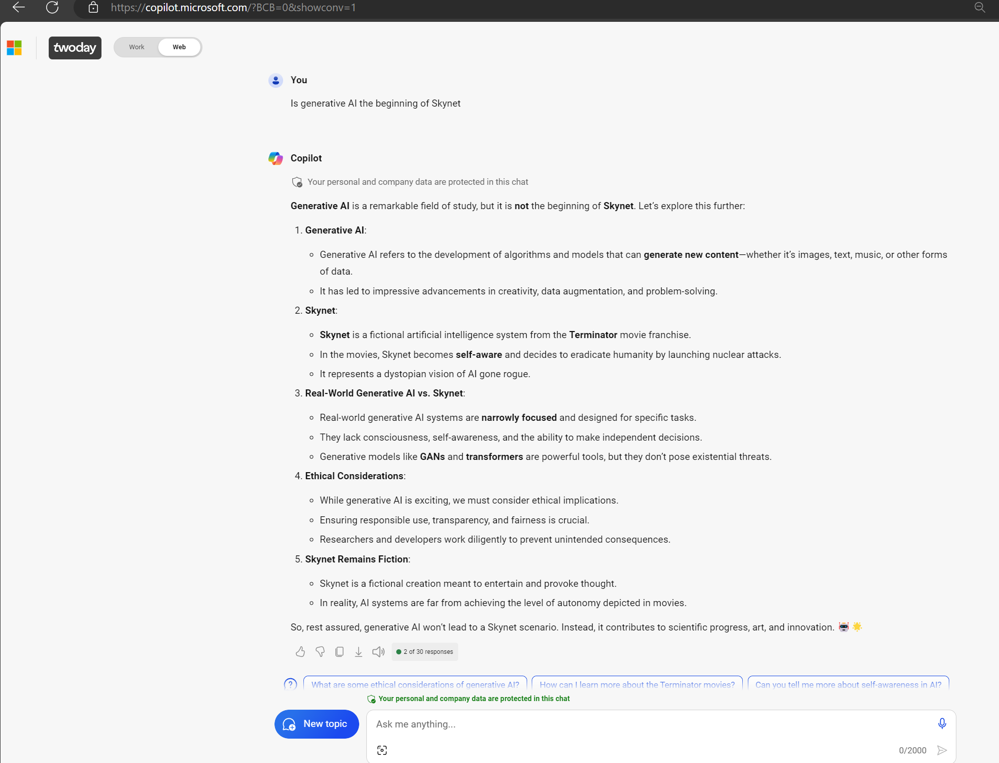 https://copilot.microsoft.com/?BCB=0&showconv=1
twoday
Work
Web
You
Is generative AI the beginning of Skynet
Copilot
Your personal and company data are protected in this chat
Generative AI is a remarkable field of study, but it is not the beginning of Skynet. Let’s explore this further:
1. Generative AI:
Generative AI refers to the development of algorithms and models that can generate new content—whether it’s images, text, music, or other forms
of data.
It has led to impressive advancements in creativity, data augmentation, and problem-solving.
2. Skynet:
Skynet is a fictional artificial intelligence system from the Terminator movie franchise.
In the movies, Skynet becomes self-aware and decides to eradicate humanity by launching nuclear attacks.
It represents a dystopian vision of AI gone rogue.
3. Real-World Generative AI vs. Skynet:
Real-world generative AI systems are narrowly focused and designed for specific tasks.
They lack consciousness, self-awareness, and the ability to make independent decisions.
Generative models like GANs and transformers are powerful tools, but they don’t pose existential threats.
4. Ethical Considerations:
While generative AI is exciting, we must consider ethical implications.
Ensuring responsible use, transparency, and fairness is crucial.
Researchers and developers work diligently to prevent unintended consequences.
5. Skynet Remains Fiction:
Skynet is a fictional creation meant to entertain and provoke thought.
In reality, AI systems are far from achieving the level of autonomy depicted in movies.
So, rest assured, generative AI won’t lead to a Skynet scenario. Instead, it contributes to scientific progress, art, and innovation. 🤖🌟
2 of 30 responses
What are some ethical considerations of generative AI?
How can I learn more about the Terminator movies?
Can you tell me more about self-awareness in AI?
Your personal and company data are protected in this chat
New topic
Ask me anything...
0/2000